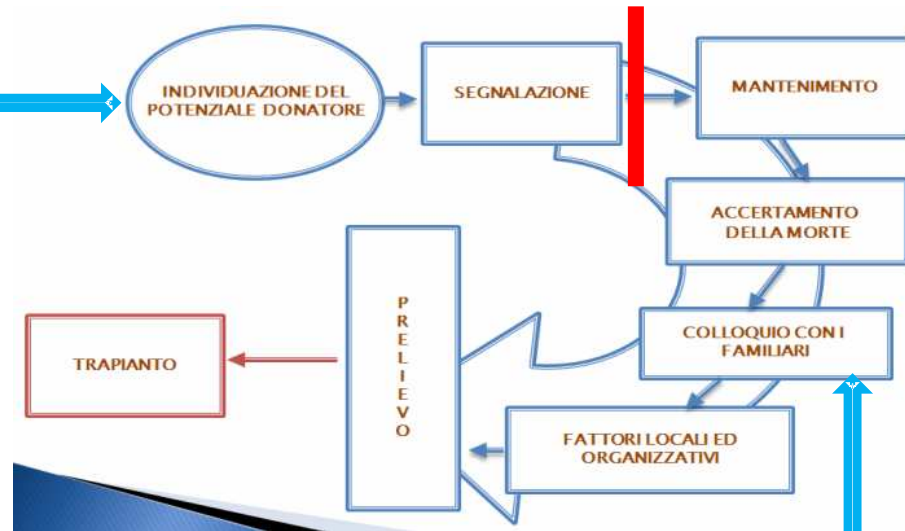 INDIVIDUAZIONE DEL
POTENZIALE DONATORE
SEGNALAZIONE
MANTENIMENTO
ACCERTAMENTO
DELLA MORTE
COLLOQUIO CON I
FAMILIARI
FATTORI LOCALI ED
ORGANIZZATIVI
P
R
E
L
I
E
V
O
TRAPIANTO